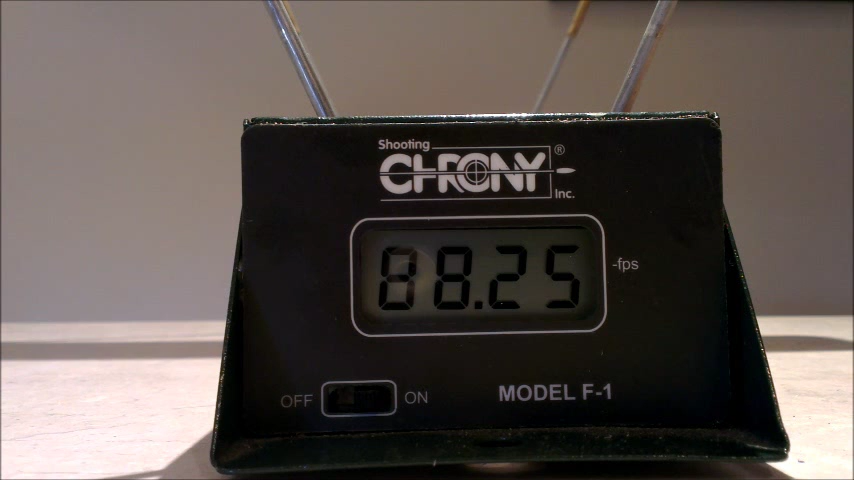 Shooting
CHRONY®
Inc.
88.25 -fps
OFF ON MODEL F-1